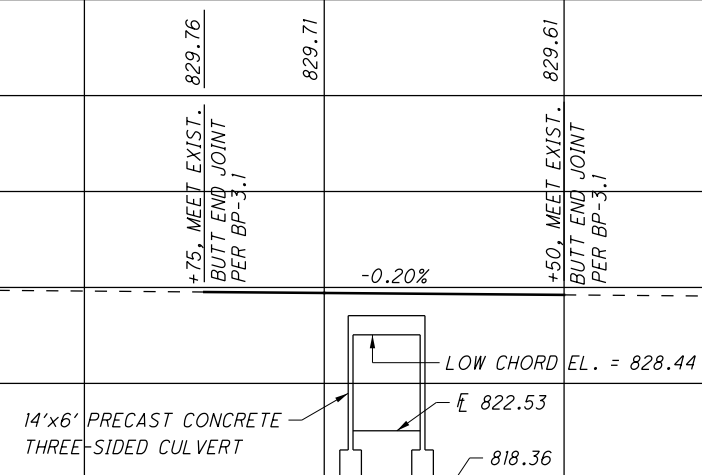 829.76
829.71
829.61
+75, MEET EXIST.
BUTT END JOINT
PER BP-3.1
+50, MEET EXIST.
BUTT END JOINT
PER BP-3.1
-0.20%
LOW CHORD EL. = 828.44
14'x6' PRECAST CONCRETE
THREE-SIDED CULVERT
℄ 822.53
818.36